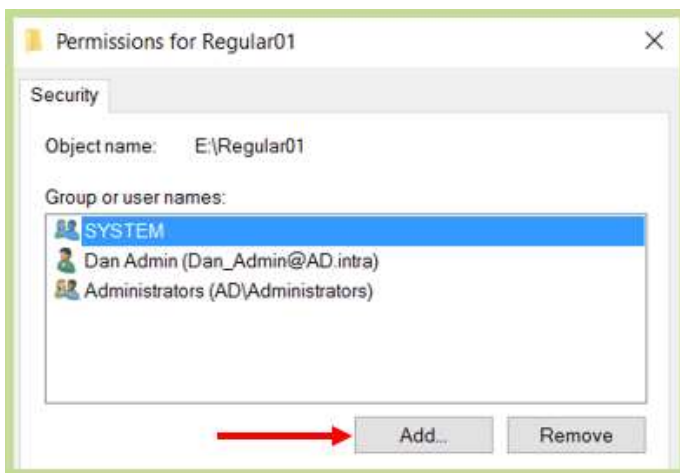 Permissions for Regular01
Security
Object name: E:\Regular01
Group or user names:
SYSTEM
Dan Admin (Dan_Admin@AD.intra)
Administrators (AD\Administrators)
Add... Remove